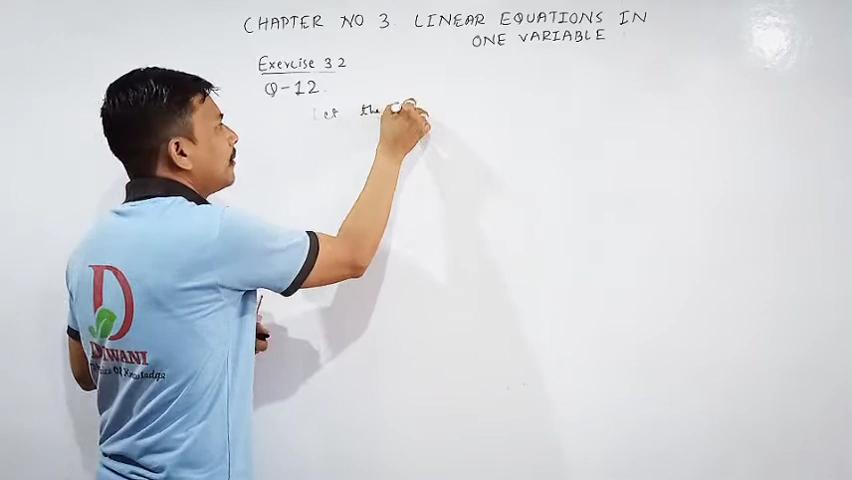 CHAPTER NO 3. LINEAR EQUATIONS IN
ONE VARIABLE
Exercise 3 2
Q-12.
Let the
D
DIWANI
Of Knowledge